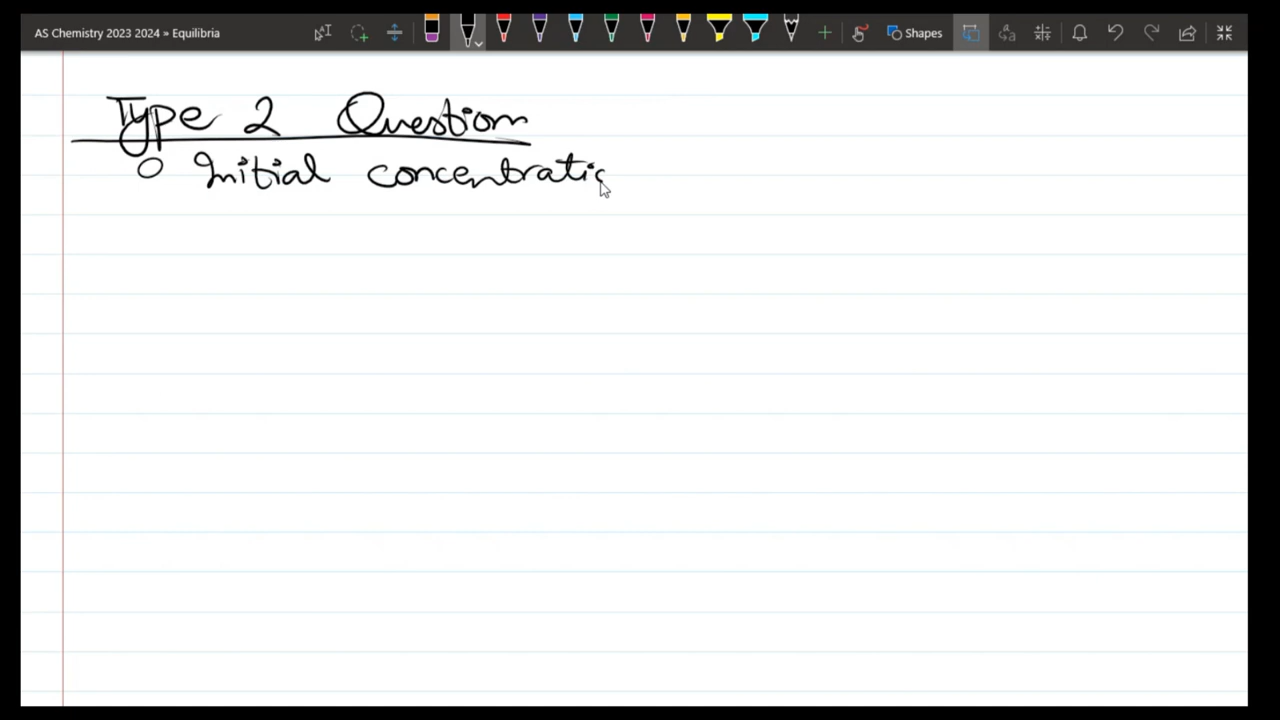 AS Chemistry 2023 2024 » Equilibria
Shapes
Type 2 Question
Initial concentratio